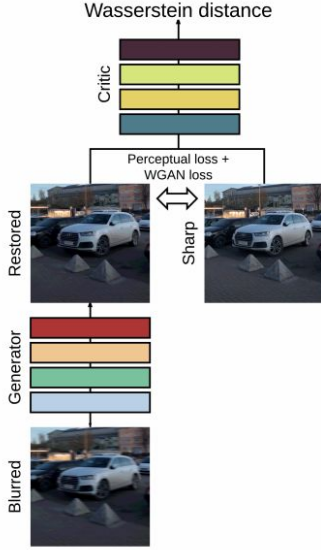 Wasserstein distance
Critic
Perceptual loss +
WGAN loss
Restored
Sharp
Generator
Blurred